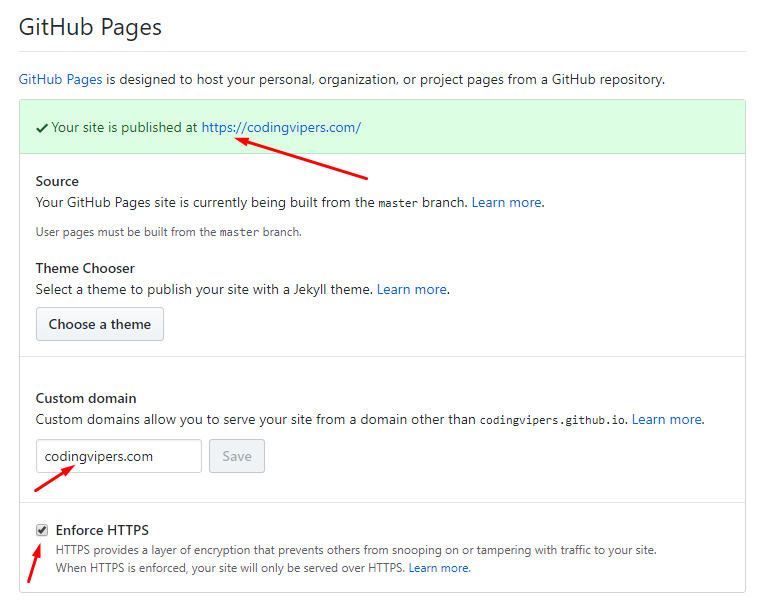 GitHub Pages
GitHub Pages is designed to host your personal, organization, or project pages from a GitHub repository.
Your site is published at https://codingvipers.com/
Source
Your GitHub Pages site is currently being built from the master branch. Learn more.
User pages must be built from the master branch.
Theme Chooser
Select a theme to publish your site with a Jekyll theme. Learn more.
Choose a theme
Custom domain
Custom domains allow you to serve your site from a domain other than codingvipers.github.io. Learn more.
codingvipers.com Save
Enforce HTTPS
HTTPS provides a layer of encryption that prevents others from snooping on or tampering with traffic to your site.
When HTTPS is enforced, your site will only be served over HTTPS. Learn more.